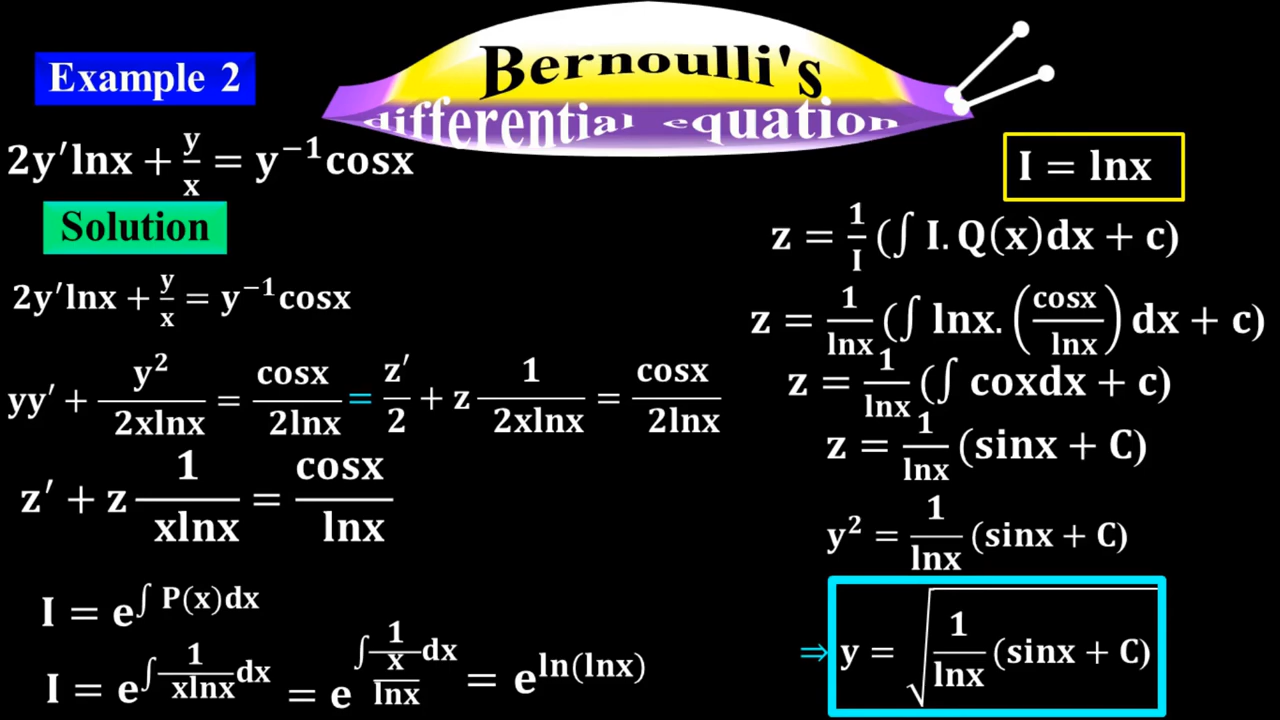 Bernoulli's
differential equation
Example 2
2y′lnx + y/x = y⁻¹cosx
Solution
2y′lnx + y/x = y⁻¹cosx
yy′ + y²/2xlnx = cosx/2lnx = z′/2 + z 1/2xlnx = cosx/2lnx
z′ + z 1/xlnx = cosx/lnx
I = e^∫ P(x)dx
I = e^∫ 1/xlnx dx = e^∫ (1/x)/lnx dx = e^ln(lnx)
I = lnx
z = 1/I (∫ I. Q(x)dx + c)
z = 1/lnx (∫ lnx. (cosx/lnx) dx + c)
z = 1/lnx (∫ coxdx + c)
z = 1/lnx (sinx + C)
y² = 1/lnx (sinx + C)
⇒ y = √(1/lnx (sinx + C))